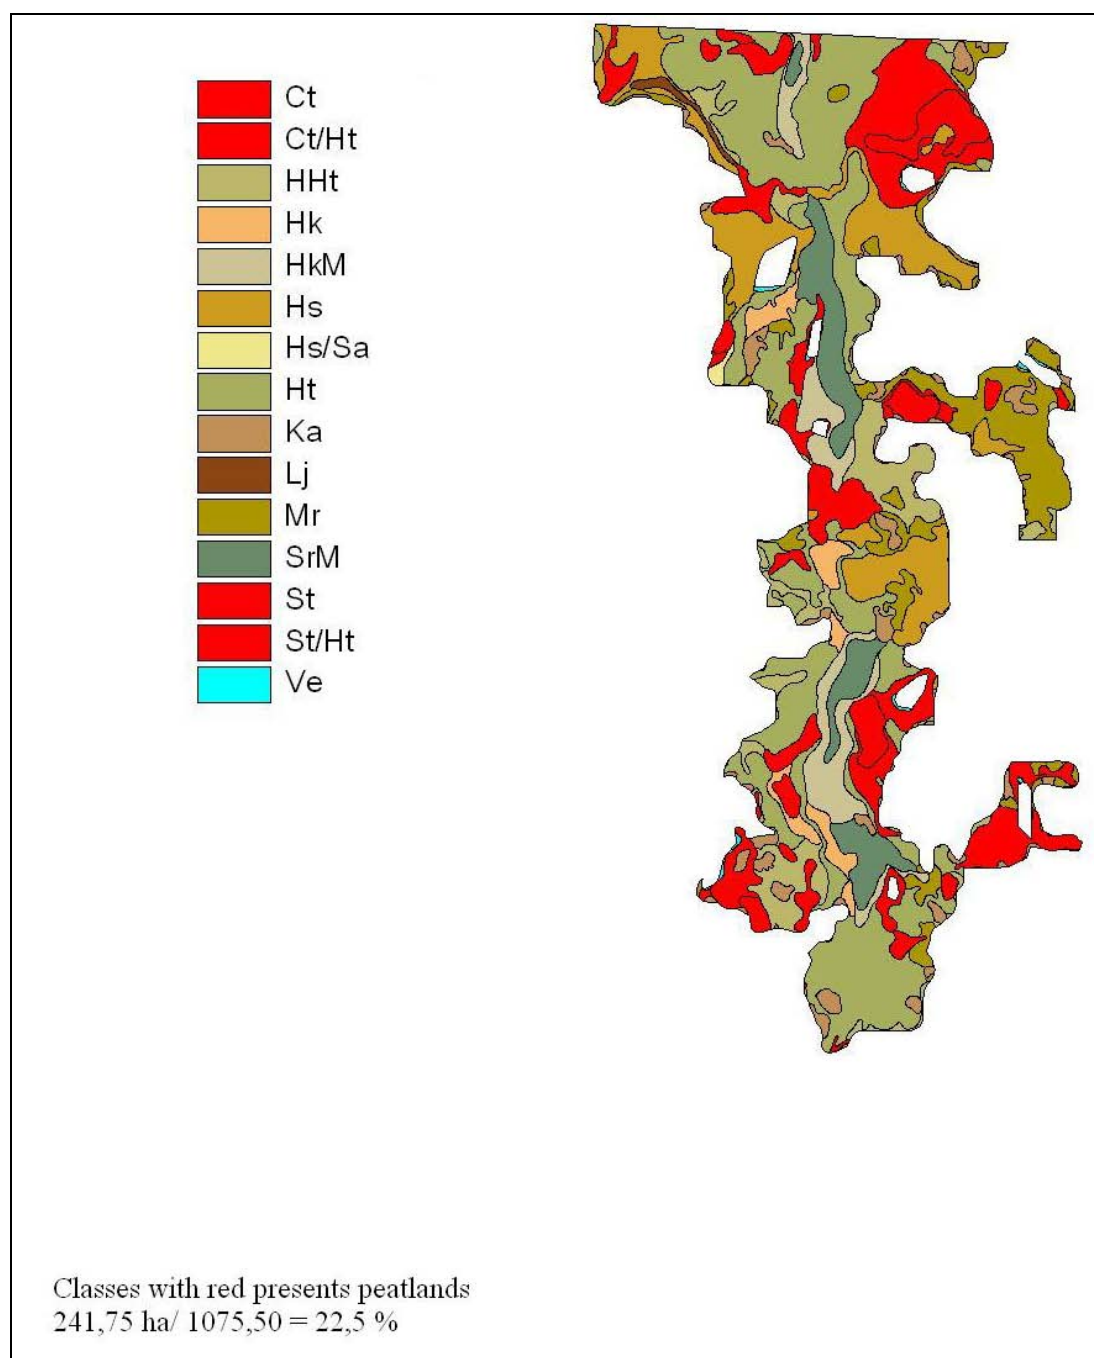 Ct
Ct/Ht
HHt
Hk
HkM
Hs
Hs/Sa
Ht
Ka
Lj
Mr
SrM
St
St/Ht
Ve
Classes with red presents peatlands
241,75 ha/ 1075,50 = 22,5 %